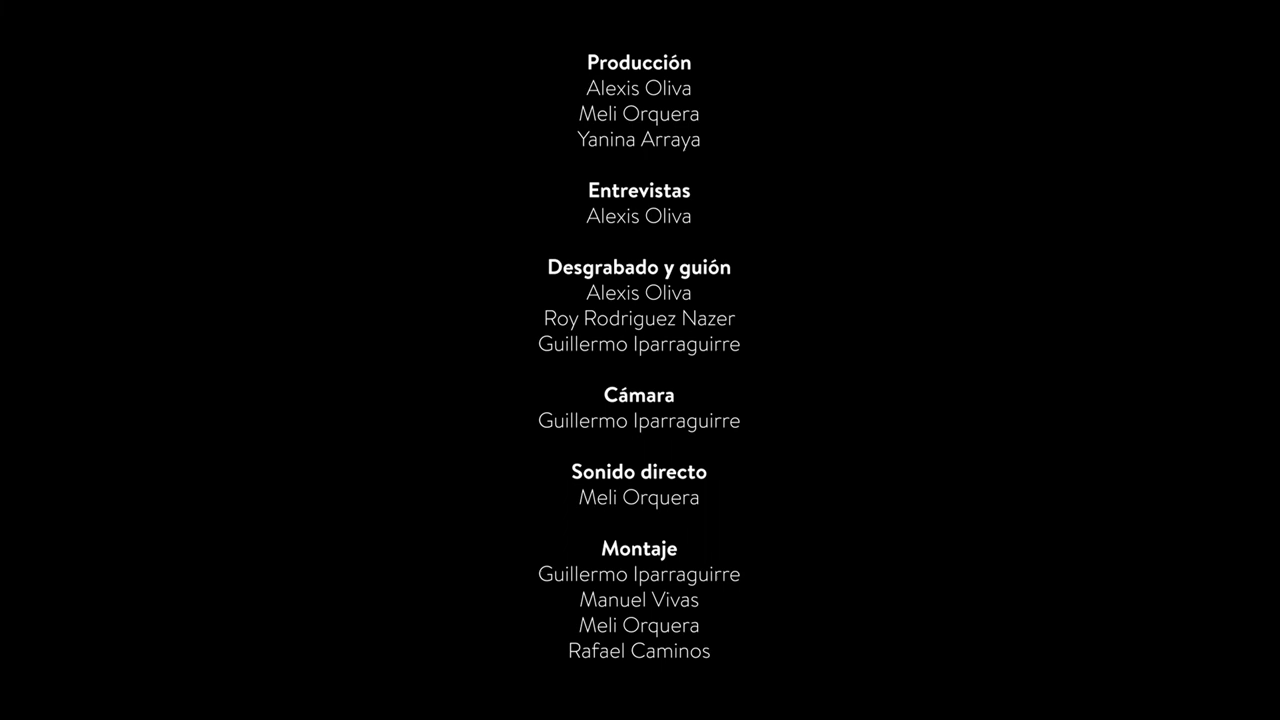 Producción
Alexis Oliva
Meli Orquera
Yanina Arraya
Entrevistas
Alexis Oliva
Desgrabado y guión
Alexis Oliva
Roy Rodriguez Nazer
Guillermo Iparraguirre
Cámara
Guillermo Iparraguirre
Sonido directo
Meli Orquera
Montaje
Guillermo Iparraguirre
Manuel Vivas
Meli Orquera
Rafael Caminos